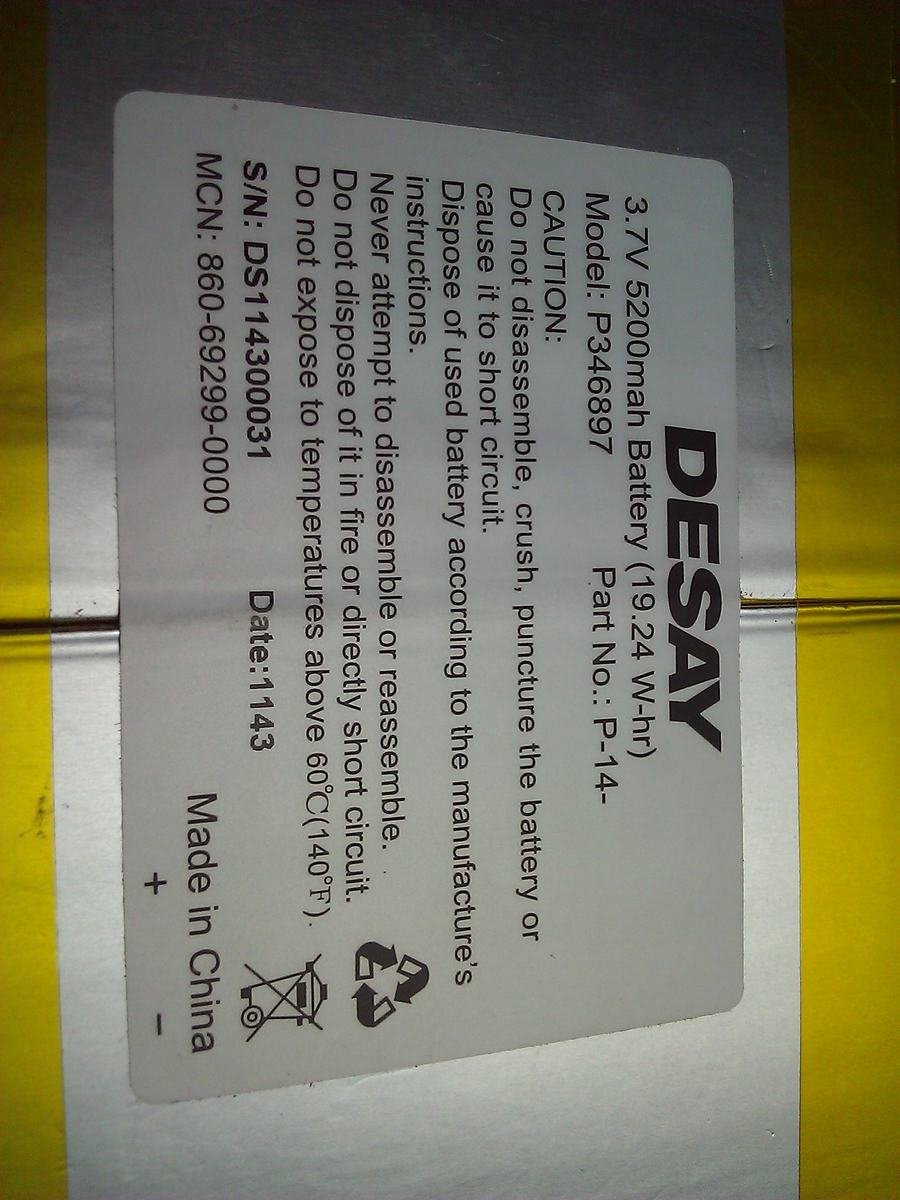 DESAY
3.7V 5200mah Battery (19.24 W-hr)
Model: P346897 Part No.: P-14-
CAUTION:
Do not disassemble, crush, puncture the battery or
cause it to short circuit.
Dispose of used battery according to the manufacture's
instructions.
Never attempt to disassemble or reassemble.
Do not dispose of it in fire or directly short circuit.
Do not expose to temperatures above 60℃(140°F).
S/N: DS114300031 Date:1143
MCN: 860-69299-0000 Made in China
+ −